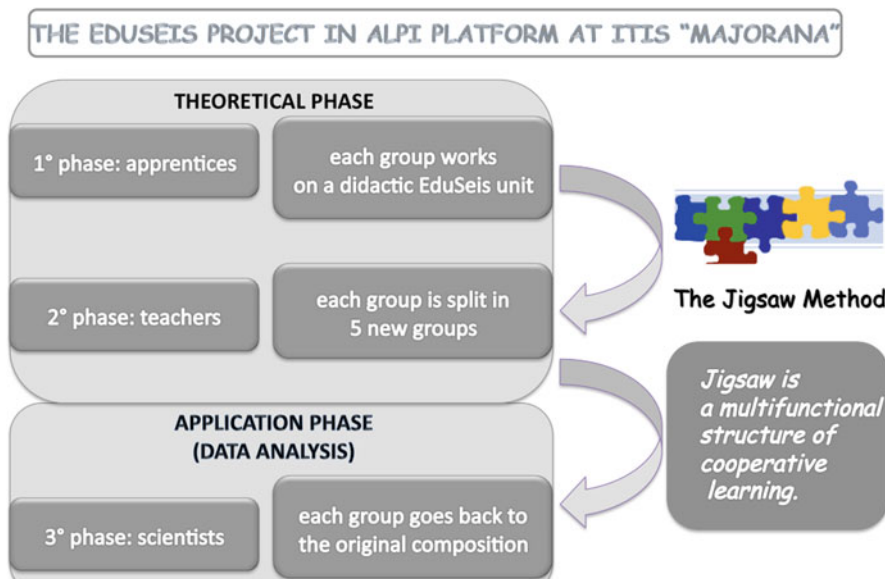 THE EDUSEIS PROJECT IN ALPI PLATFORM AT ITIS “MAJORANA”
THEORETICAL PHASE
1° phase: apprentices
each group works
on a didactic EduSeis unit
2° phase: teachers
each group is split in
5 new groups
The Jigsaw Method
Jigsaw is
a multifunctional
structure of
cooperative
learning.
APPLICATION PHASE
(DATA ANALYSIS)
3° phase: scientists
each group goes back to
the original composition